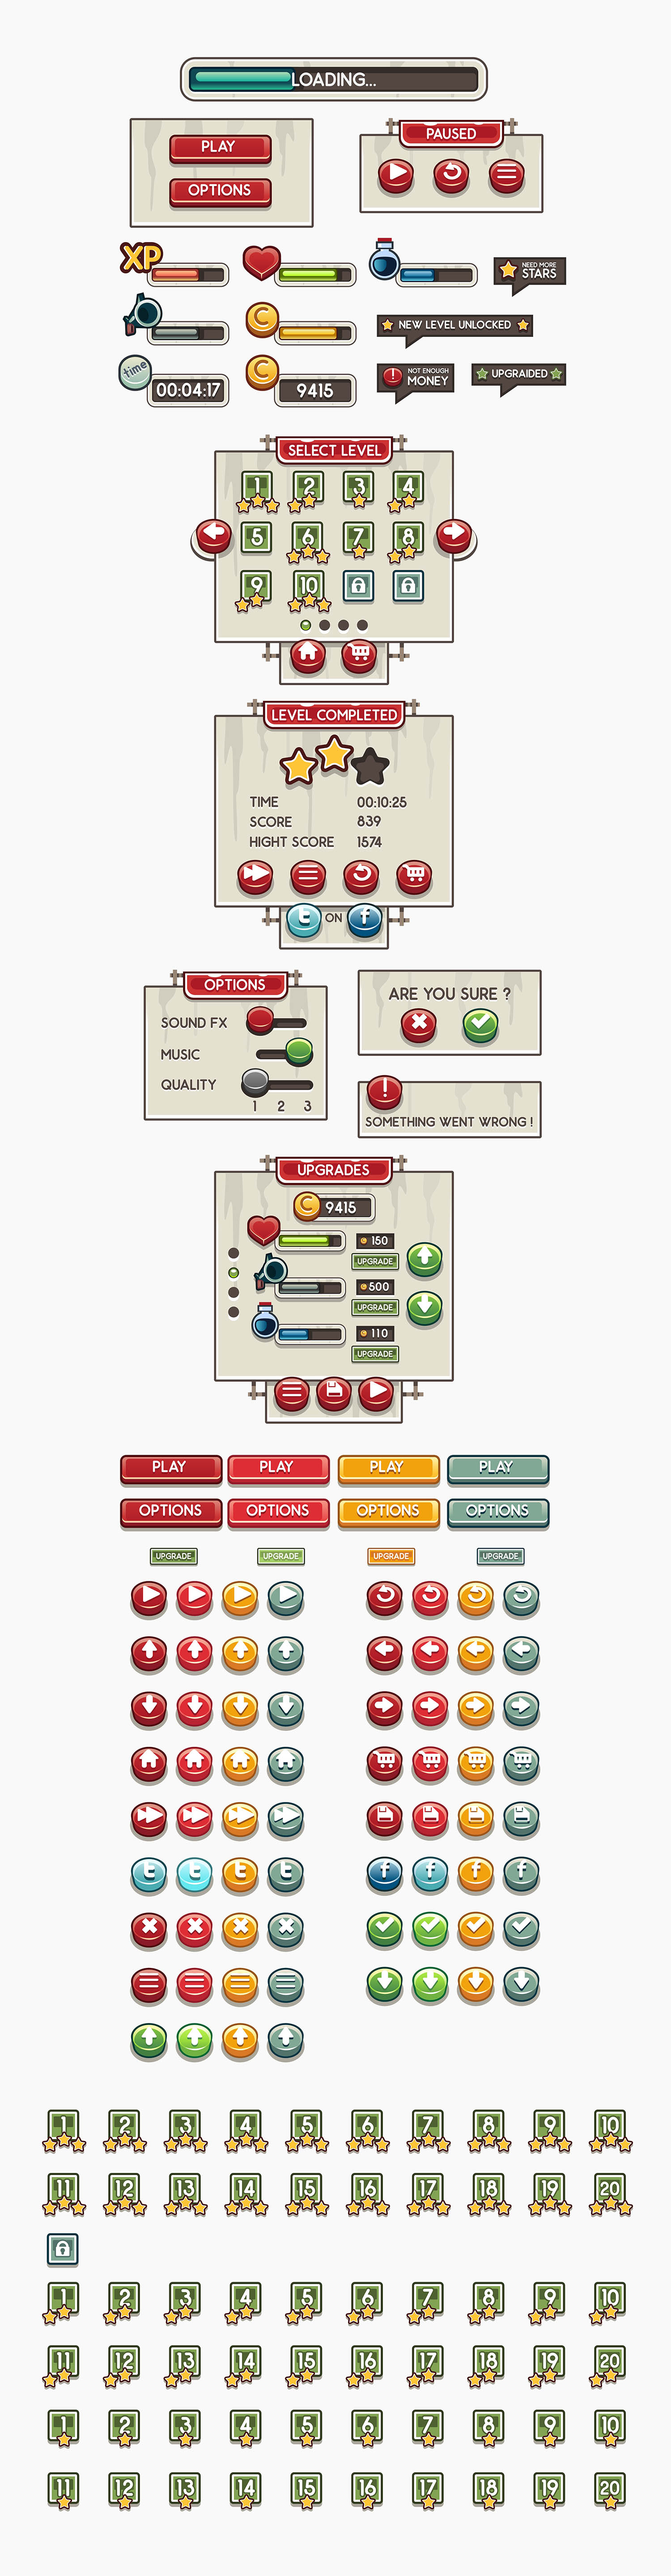 LOADING...
PLAY
OPTIONS
PAUSED
XP
NEED MORE
STARS
C
NEW LEVEL UNLOCKED
time
00:04:17
C
9415
NOT ENOUGH
MONEY
UPGRAIDED
SELECT LEVEL
1 2 3 4
5 6 7 8
9 10
LEVEL COMPLETED
TIME 00:10:25
SCORE 839
HIGHT SCORE 1574
t ON f
OPTIONS
SOUND FX
MUSIC
QUALITY
1 2 3
ARE YOU SURE ?
!
SOMETHING WENT WRONG !
UPGRADES
C 9415
150
UPGRADE
500
UPGRADE
110
UPGRADE
PLAY PLAY PLAY PLAY
OPTIONS OPTIONS OPTIONS OPTIONS
UPGRADE UPGRADE UPGRADE UPGRADE
t t t t f f f f
1 2 3 4 5 6 7 8 9 10
11 12 13 14 15 16 17 18 19 20
1 2 3 4 5 6 7 8 9 10
11 12 13 14 15 16 17 18 19 20
1 2 3 4 5 6 7 8 9 10
11 12 13 14 15 16 17 18 19 20